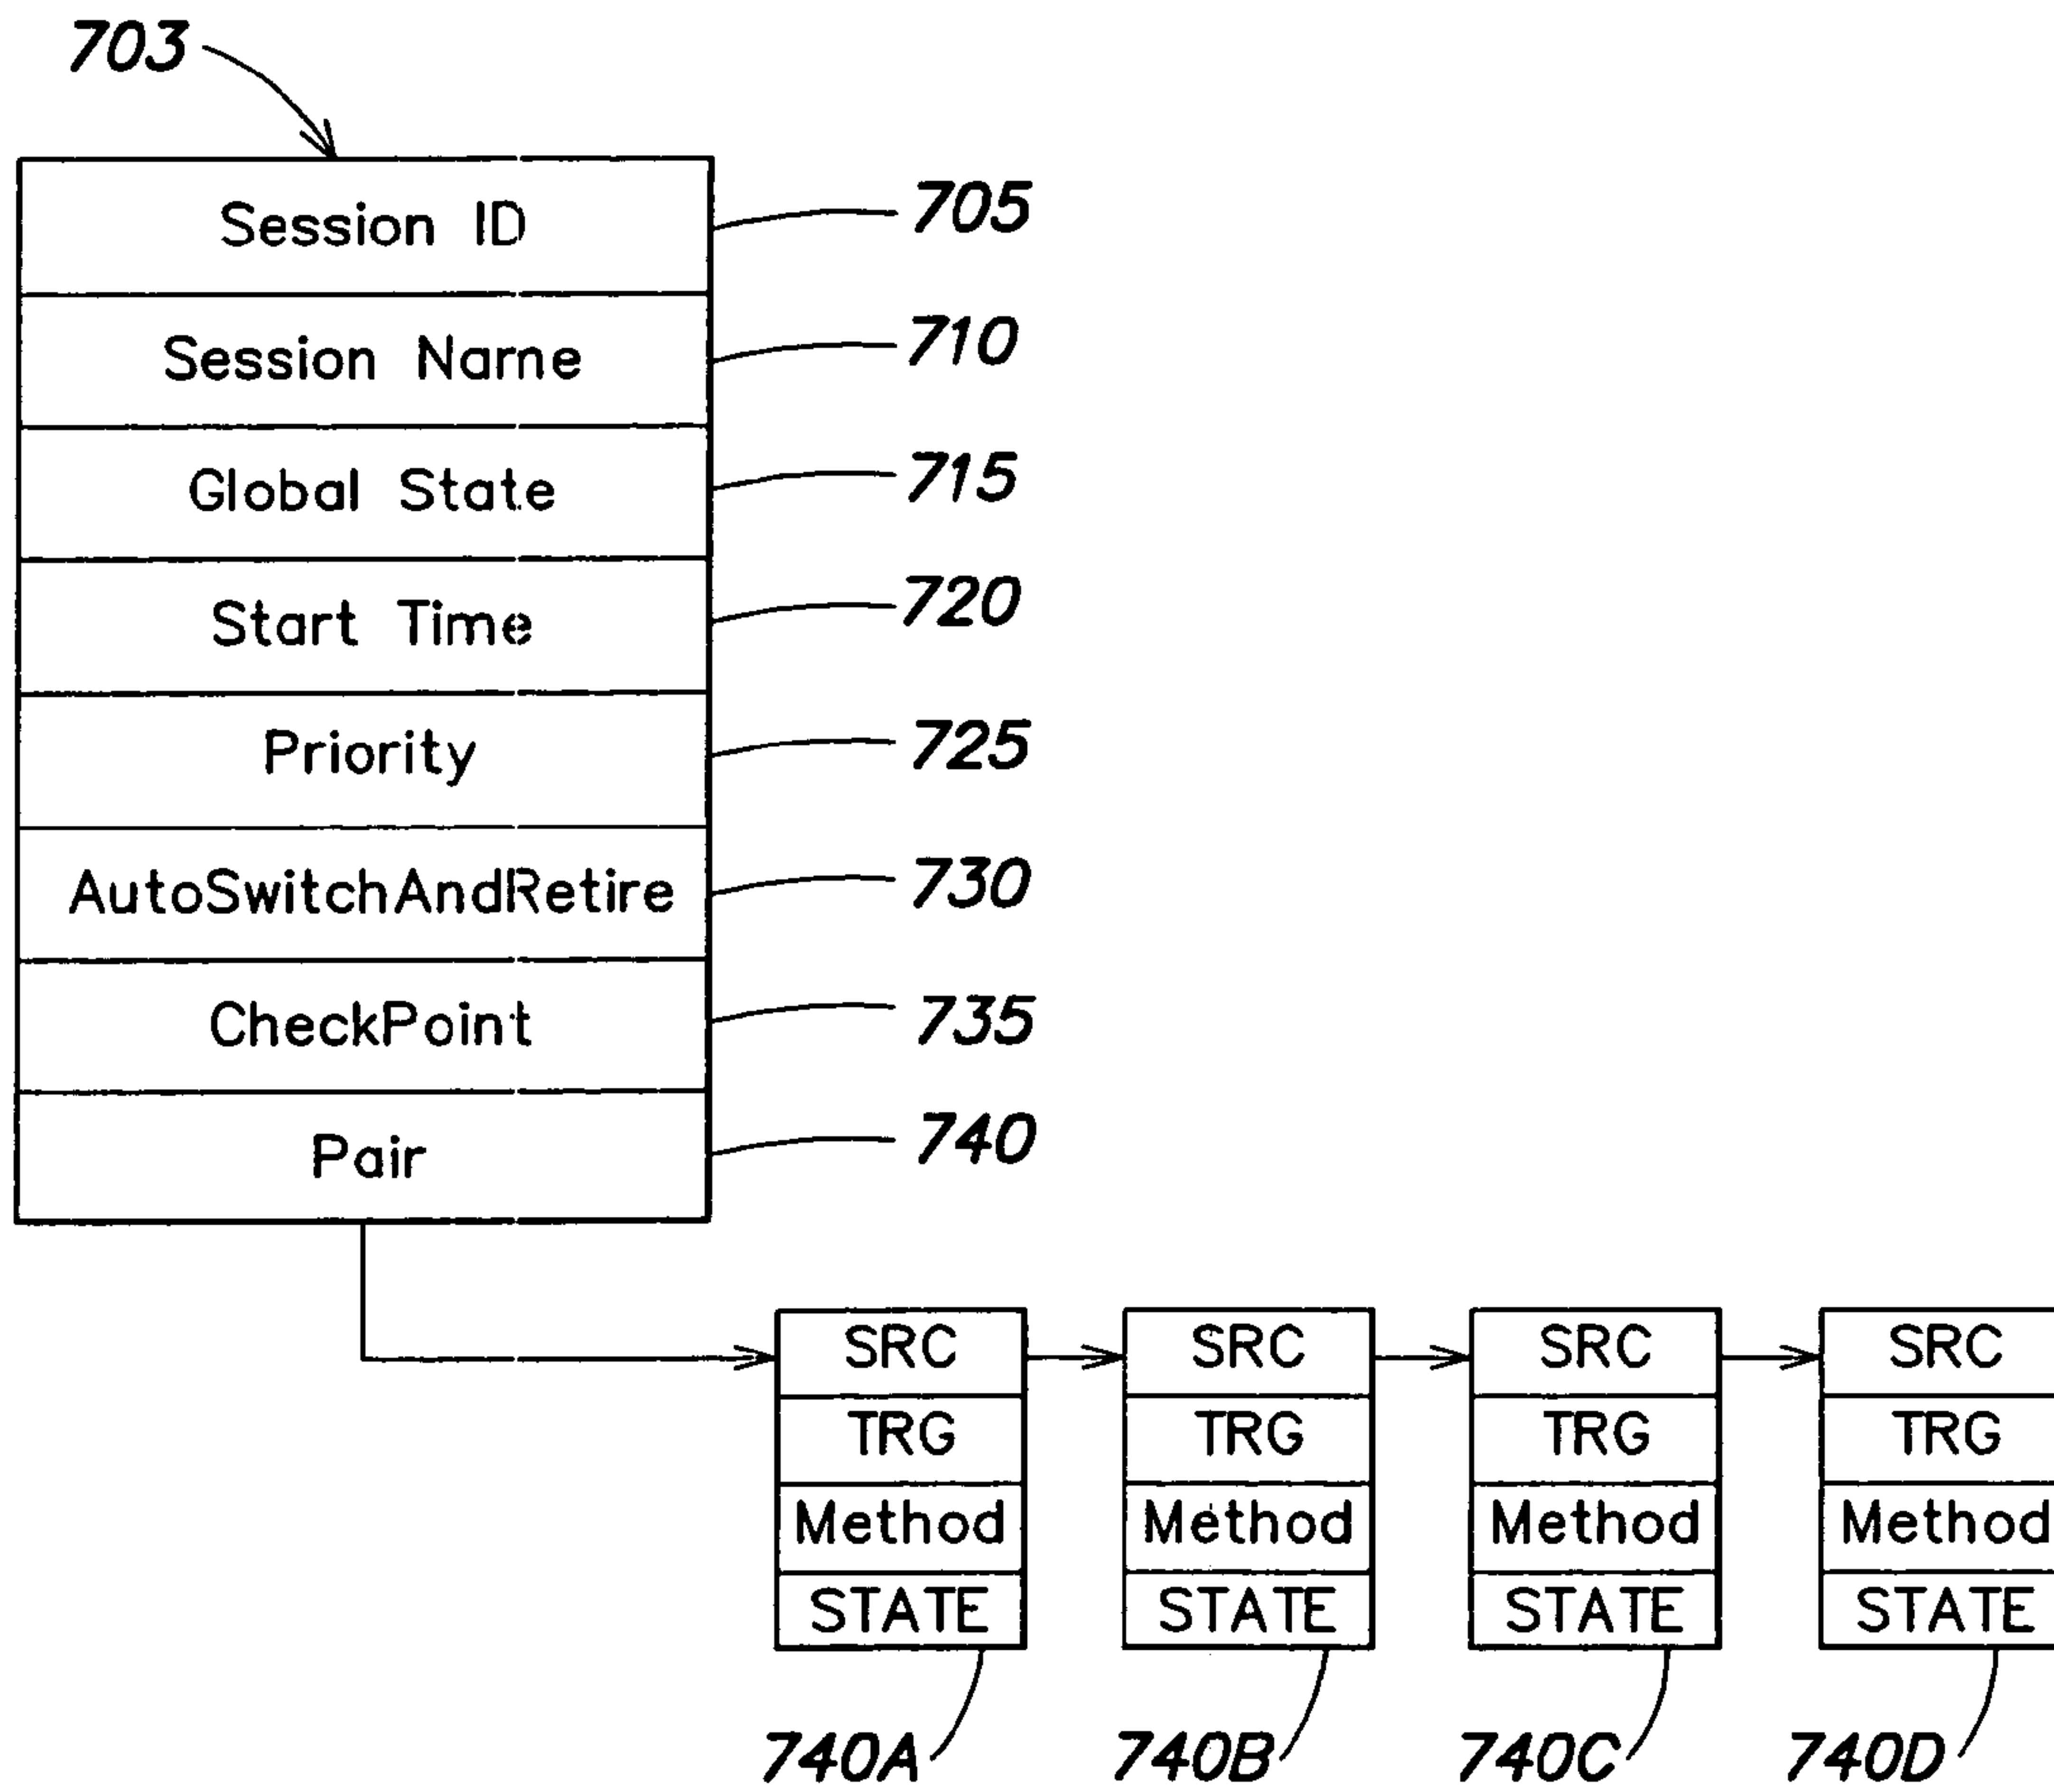 703
Session ID 705
Session Name 710
Global State 715
Start Time 720
Priority 725
AutoSwitchAndRetire 730
CheckPoint 735
Pair 740
SRC SRC SRC SRC
TRG TRG TRG TRG
Method Method Method Method
STATE STATE STATE STATE
740A 740B 740C 740D